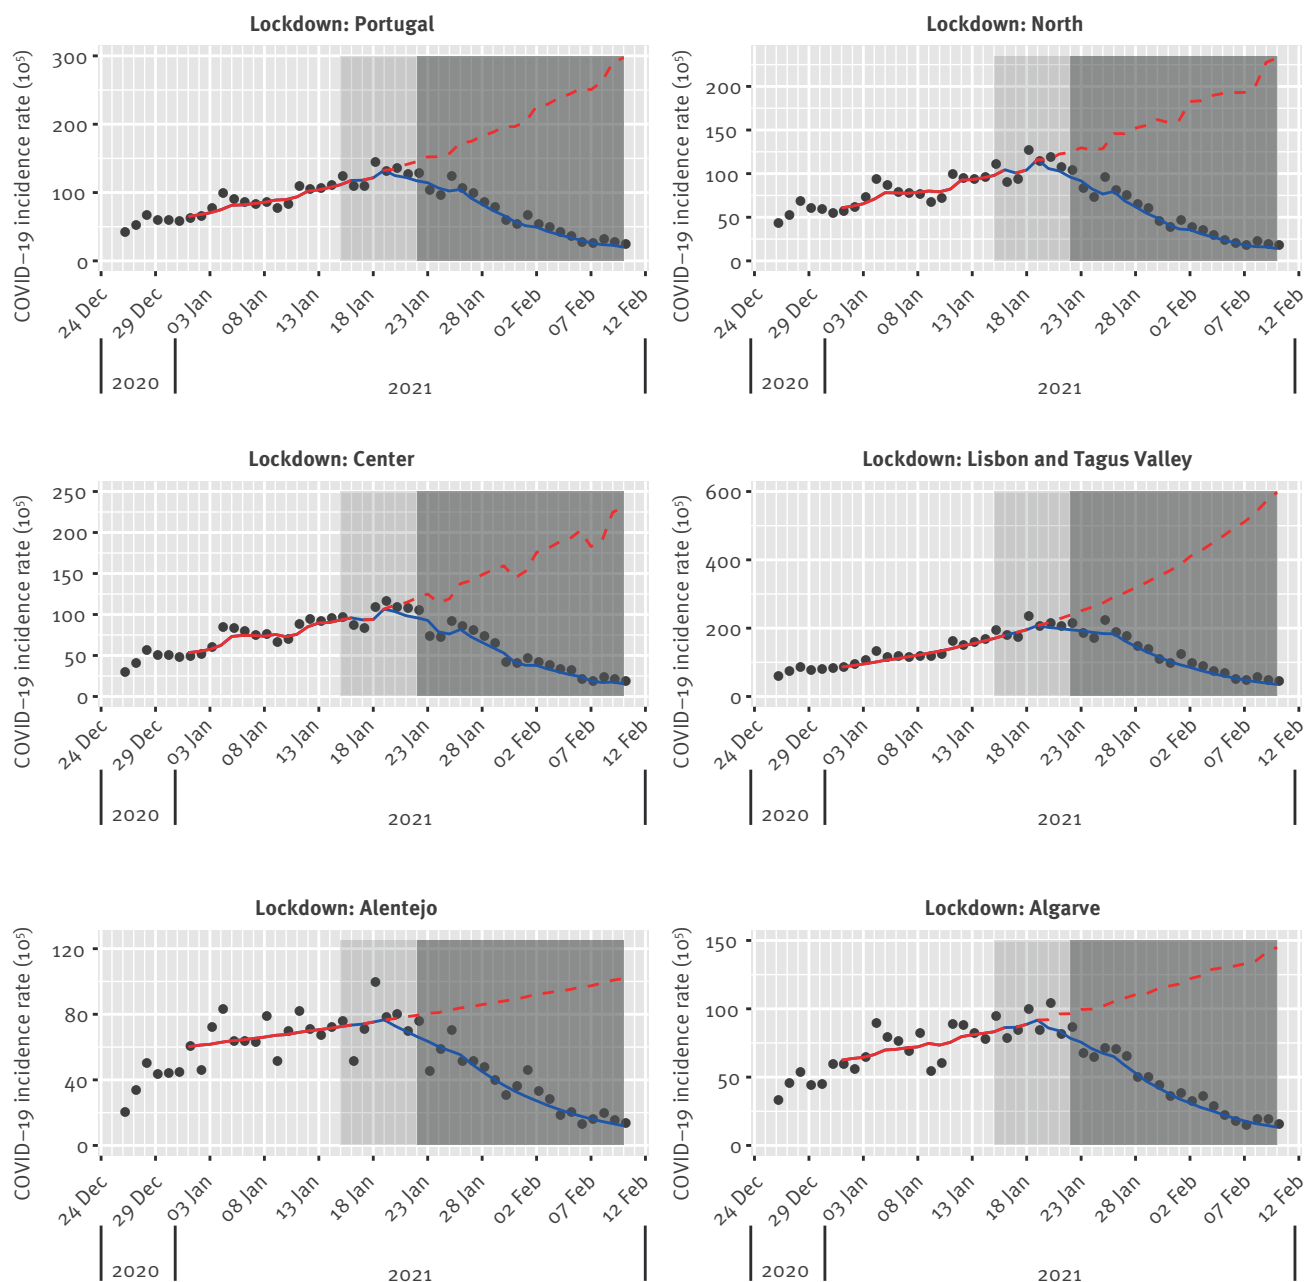 Lockdown: Portugal
COVID–19 incidence rate (10⁵)
300
200
100
0
24 Dec
29 Dec
03 Jan
08 Jan
13 Jan
18 Jan
23 Jan
28 Jan
02 Feb
07 Feb
12 Feb
2020
2021
Lockdown: North
COVID–19 incidence rate (10⁵)
200
150
100
50
0
24 Dec
29 Dec
03 Jan
08 Jan
13 Jan
18 Jan
23 Jan
28 Jan
02 Feb
07 Feb
12 Feb
2020
2021
Lockdown: Center
COVID–19 incidence rate (10⁵)
250
200
150
100
50
0
24 Dec
29 Dec
03 Jan
08 Jan
13 Jan
18 Jan
23 Jan
28 Jan
02 Feb
07 Feb
12 Feb
2020
2021
Lockdown: Lisbon and Tagus Valley
COVID–19 incidence rate (10⁵)
600
400
200
0
24 Dec
29 Dec
03 Jan
08 Jan
13 Jan
18 Jan
23 Jan
28 Jan
02 Feb
07 Feb
12 Feb
2020
2021
Lockdown: Alentejo
COVID–19 incidence rate (10⁵)
120
80
40
0
24 Dec
29 Dec
03 Jan
08 Jan
13 Jan
18 Jan
23 Jan
28 Jan
02 Feb
07 Feb
12 Feb
2020
2021
Lockdown: Algarve
COVID–19 incidence rate (10⁵)
150
100
50
0
24 Dec
29 Dec
03 Jan
08 Jan
13 Jan
18 Jan
23 Jan
28 Jan
02 Feb
07 Feb
12 Feb
2020
2021